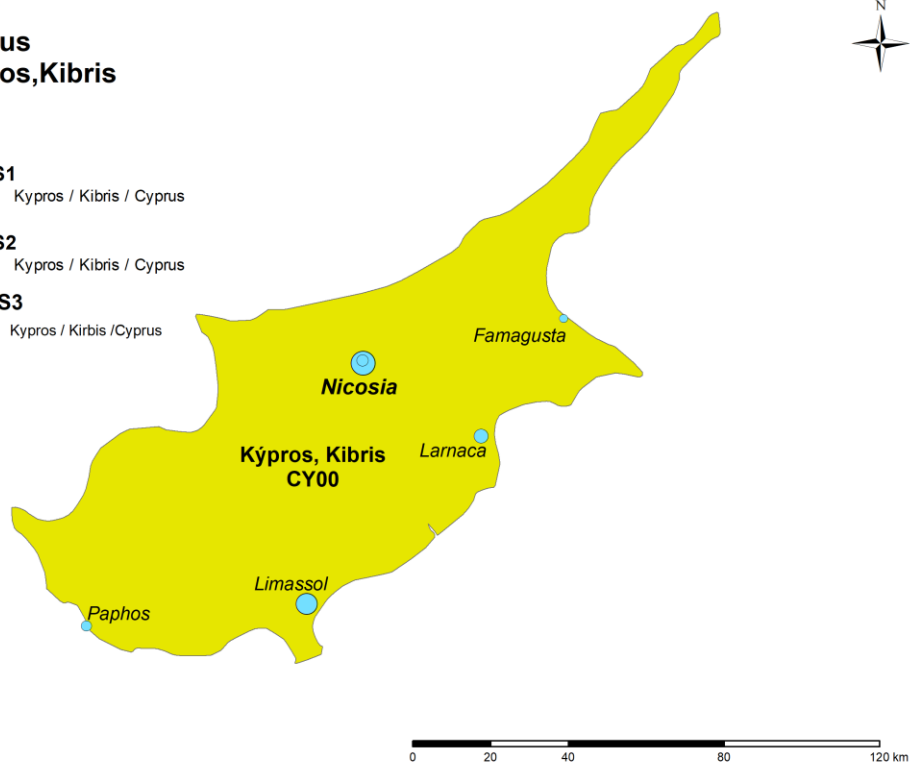 us
os,Kibris
S1
Kypros / Kibris / Cyprus
S2
Kypros / Kibris / Cyprus
S3
Kypros / Kirbis /Cyprus
N
Famagusta
Nicosia
Larnaca
Kýpros, Kibris
CY00
Limassol
Paphos
0 20 40 80 120 km